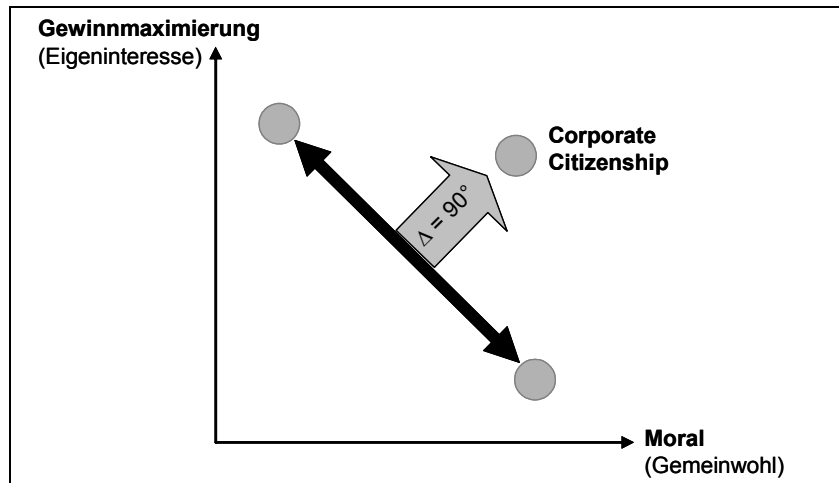 Gewinnmaximierung
(Eigeninteresse)
Corporate
Citizenship
Δ = 90°
Moral
(Gemeinwohl)